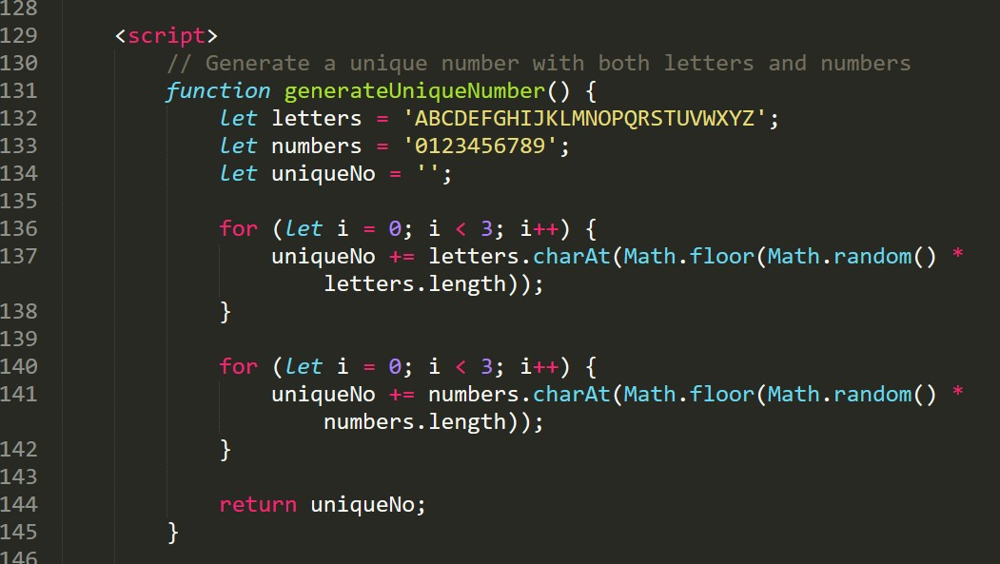 128
129 <script>
130 // Generate a unique number with both letters and numbers
131 function generateUniqueNumber() {
132 let letters = 'ABCDEFGHIJKLMNOPQRSTUVWXYZ';
133 let numbers = '0123456789';
134 let uniqueNo = '';
135
136 for (let i = 0; i < 3; i++) {
137 uniqueNo += letters.charAt(Math.floor(Math.random() *
letters.length));
138 }
139
140 for (let i = 0; i < 3; i++) {
141 uniqueNo += numbers.charAt(Math.floor(Math.random() *
numbers.length));
142 }
143
144 return uniqueNo;
145 }
146